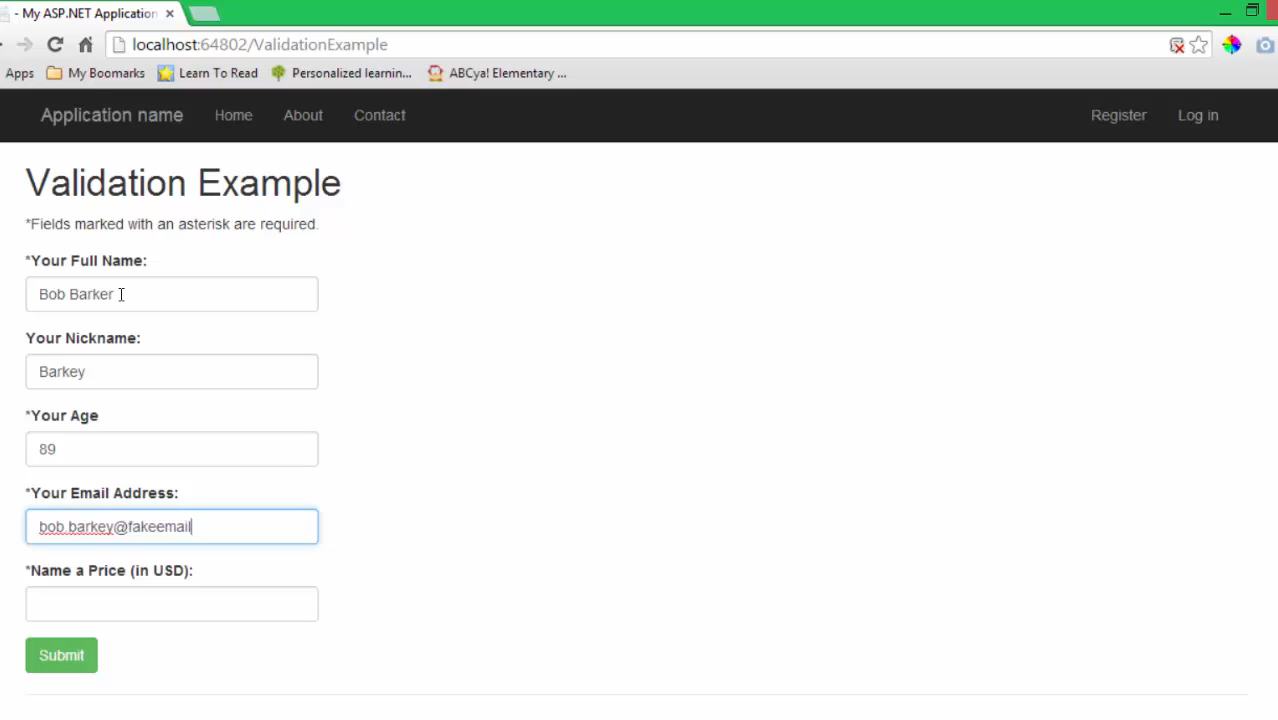 - My ASP.NET Application
localhost:64802/ValidationExample
Apps My Boomarks Learn To Read Personalized learnin... ABCya! Elementary ...
Application name Home About Contact Register Log in
Validation Example
*Fields marked with an asterisk are required.
*Your Full Name:
Bob Barker
Your Nickname:
Barkey
*Your Age
89
*Your Email Address:
bob.barkey@fakeemail
*Name a Price (in USD):
Submit